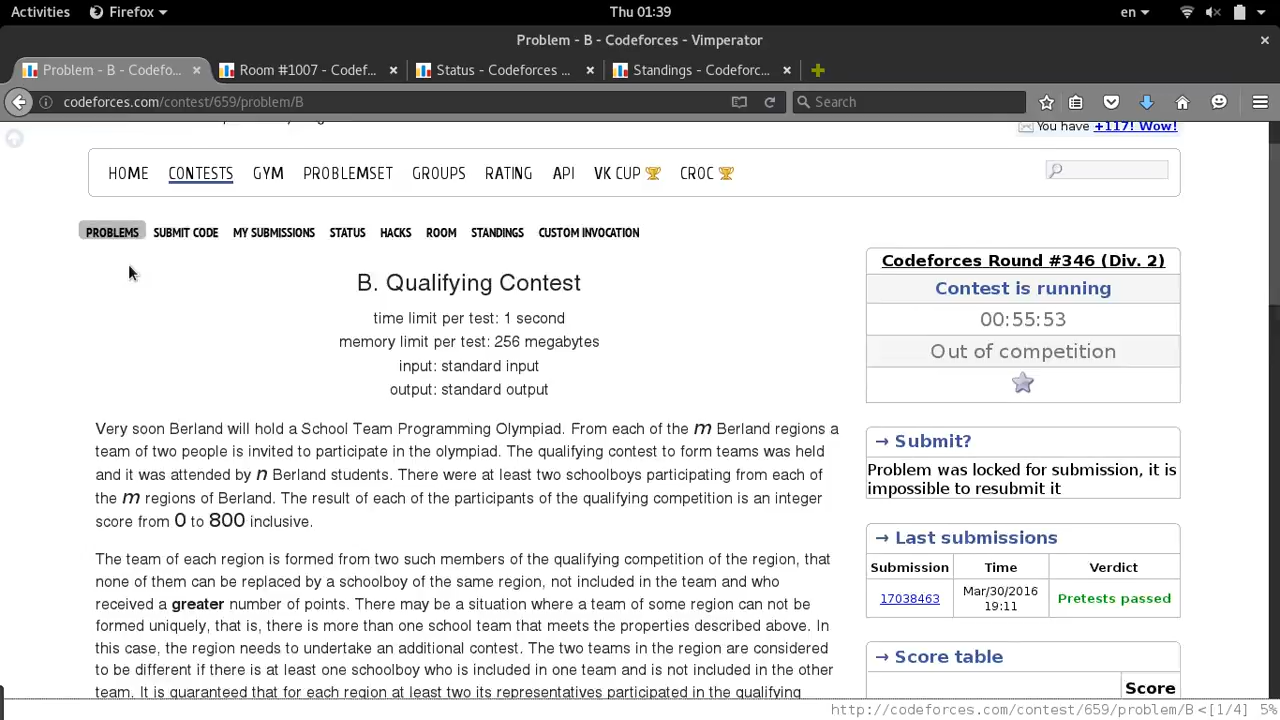 Activities Firefox Thu 01:39 en
Problem - B - Codeforces - Vimperator
Problem - B - Codefo... Room #1007 - Codef... Status - Codeforces ... Standings - Codeforc...
codeforces.com/contest/659/problem/B Search
You have +117! Wow!
HOME CONTESTS GYM PROBLEMSET GROUPS RATING API VK CUP CROC
PROBLEMS SUBMIT CODE MY SUBMISSIONS STATUS HACKS ROOM STANDINGS CUSTOM INVOCATION
B. Qualifying Contest
time limit per test: 1 second
memory limit per test: 256 megabytes
input: standard input
output: standard output
Very soon Berland will hold a School Team Programming Olympiad. From each of the m Berland regions a
team of two people is invited to participate in the olympiad. The qualifying contest to form teams was held
and it was attended by n Berland students. There were at least two schoolboys participating from each of
the m regions of Berland. The result of each of the participants of the qualifying competition is an integer
score from 0 to 800 inclusive.
The team of each region is formed from two such members of the qualifying competition of the region, that
none of them can be replaced by a schoolboy of the same region, not included in the team and who
received a greater number of points. There may be a situation where a team of some region can not be
formed uniquely, that is, there is more than one school team that meets the properties described above. In
this case, the region needs to undertake an additional contest. The two teams in the region are considered
to be different if there is at least one schoolboy who is included in one team and is not included in the other
team. It is guaranteed that for each region at least two its representatives participated in the qualifying
Codeforces Round #346 (Div. 2)
Contest is running
00:55:53
Out of competition
→ Submit?
Problem was locked for submission, it is
impossible to resubmit it
→ Last submissions
Submission Time Verdict
17038463 Mar/30/2016 19:11 Pretests passed
→ Score table
Score
http://codeforces.com/contest/659/problem/B <[1/4] 5%